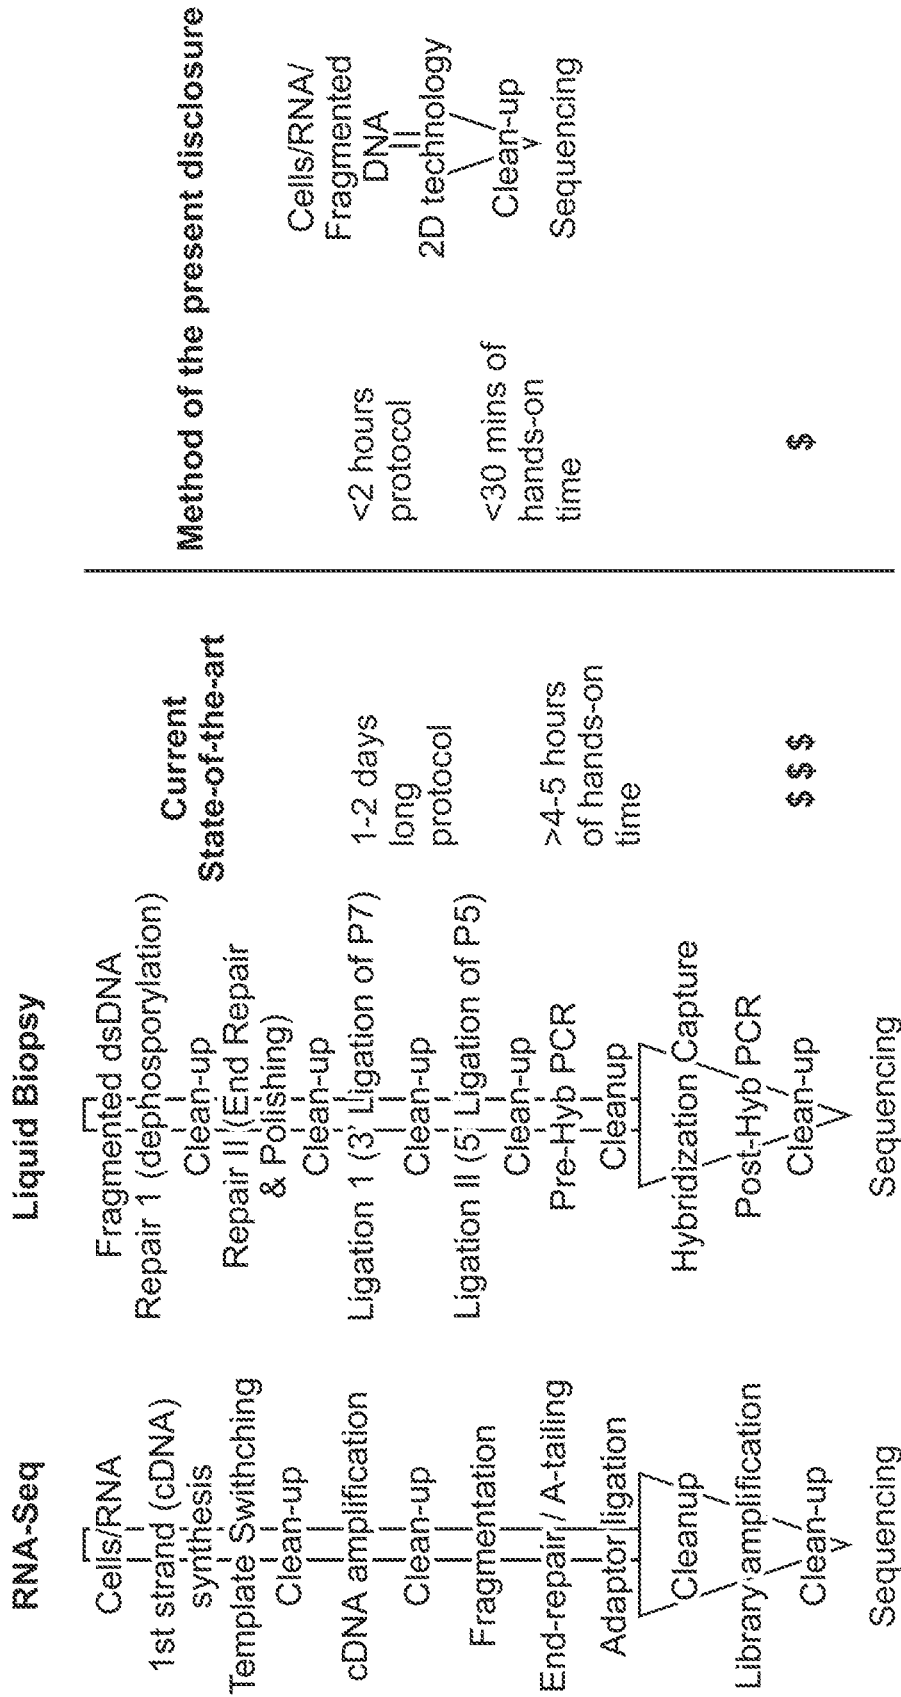 RNA-Seq
Cells/RNA
1st strand (cDNA)
synthesis
Template Swithching
Clean-up
cDNA amplification
Clean-up
Fragmentation
End-repair / A-tailing
Adaptor ligation
Cleanup
Library amplification
Clean-up
Sequencing
Liquid Biopsy
Fragmented dsDNA
Repair 1 (dephosporylation)
Clean-up
Repair II (End Repair
& Polishing)
Clean-up
Ligation 1 (3' Ligation of P7)
Clean-up
Ligation II (5' Ligation of P5)
Clean-up
Pre-Hyb PCR
Cleanup
Hybridization Capture
Post-Hyb PCR
Clean-up
Sequencing
Current
State-of-the-art
1-2 days
long
protocol
>4-5 hours
of hands-on
time
$ $ $
Method of the present disclosure
<2 hours
protocol
<30 mins of
hands-on
time
$
Cells/RNA/
Fragmented
DNA
2D technology
Clean-up
Sequencing